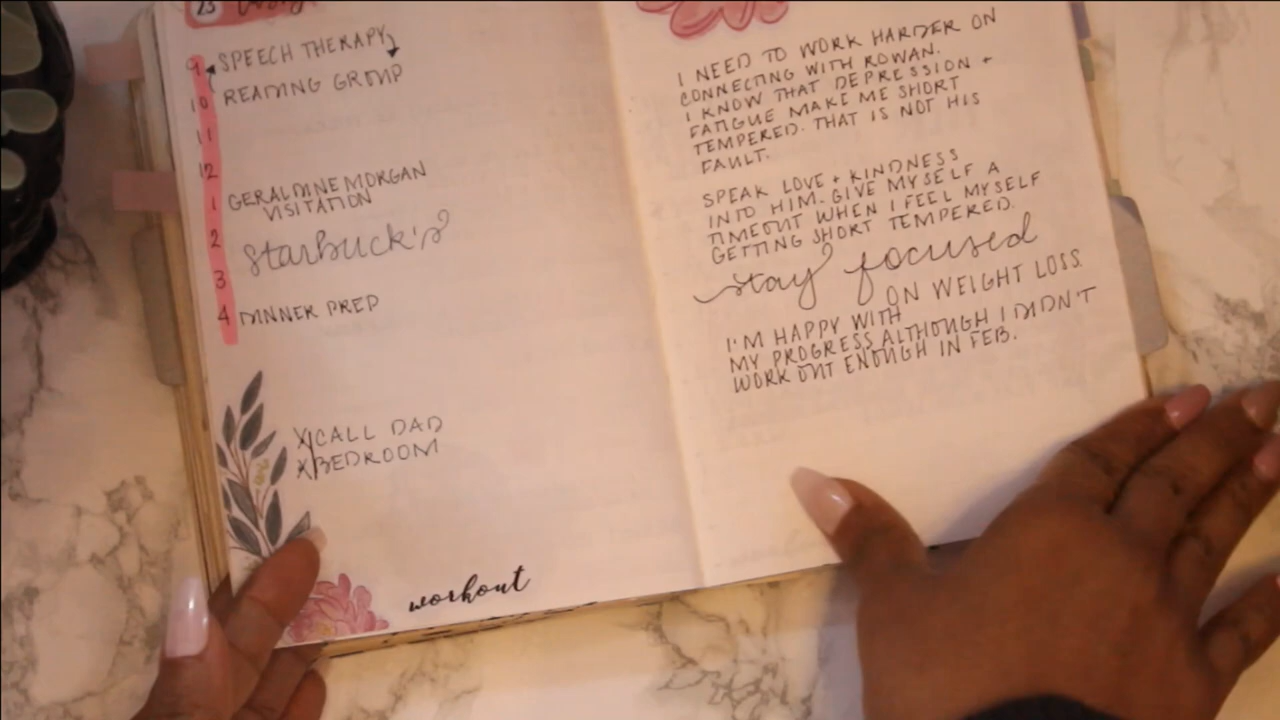 23
9 SPEECH THERAPY
10 READING GROUP
11
12
1 GERALDINE MORGAN
VISITATION
2 Starbuck's
3
4 DINNER PREP
X CALL DAD
X BEDROOM
workout
I NEED TO WORK HARDER ON
CONNECTING WITH ROWAN.
I KNOW THAT DEPRESSION +
FATIGUE MAKE ME SHORT
TEMPERED. THAT IS NOT HIS
FAULT.
SPEAK LOVE + KINDNESS
INTO HIM. GIVE MYSELF A
TIMEOUT WHEN I FEEL MYSELF
GETTING SHORT TEMPERED.
stay focused
ON WEIGHT LOSS.
I'M HAPPY WITH
MY PROGRESS ALTHOUGH I DIDN'T
WORK OUT ENOUGH IN FEB.